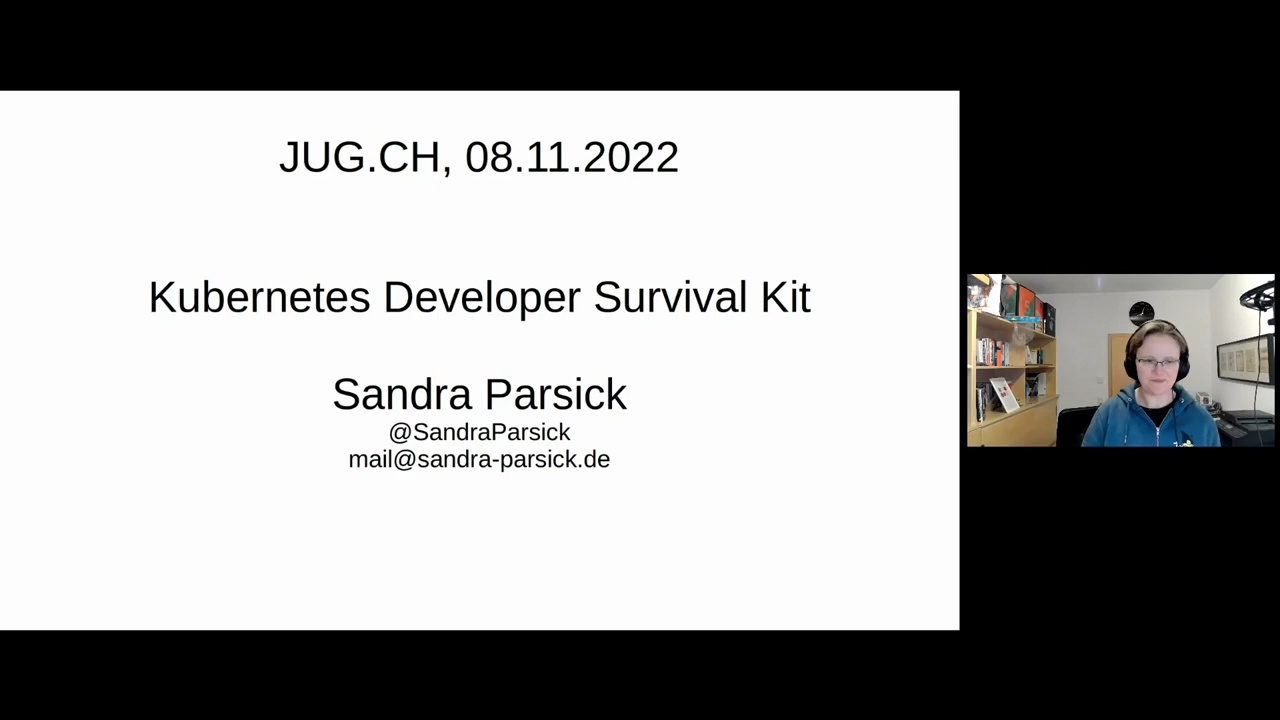 JUG.CH, 08.11.2022
Kubernetes Developer Survival Kit
Sandra Parsick
@SandraParsick
mail@sandra-parsick.de